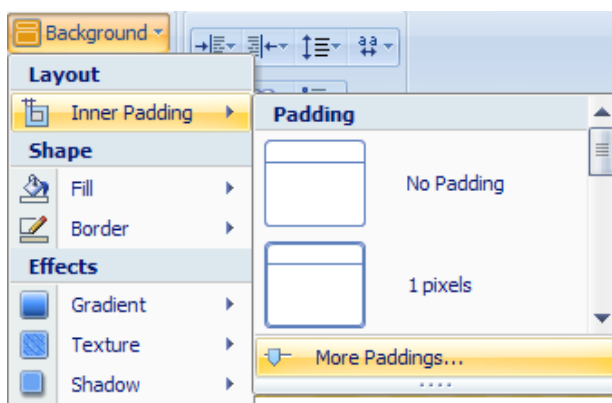 Background
Layout
Inner Padding
Shape
Fill
Border
Effects
Gradient
Texture
Shadow
Padding
No Padding
1 pixels
More Paddings...